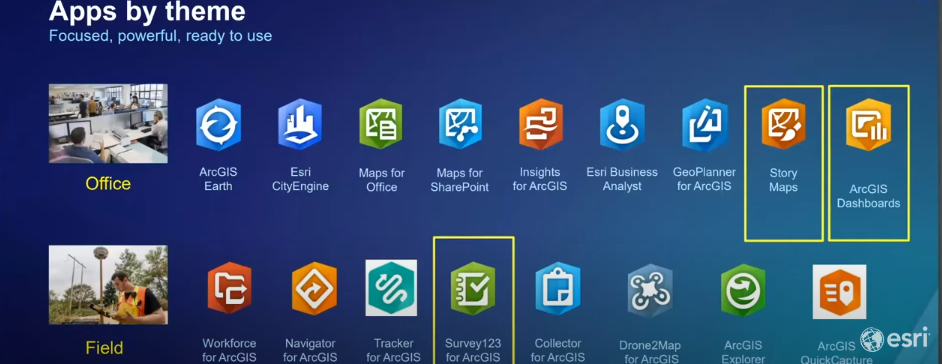 Apps by theme
Focused, powerful, ready to use
Office
ArcGIS
Earth
Esri
CityEngine
Maps for
Office
Maps for
SharePoint
Insights
for ArcGIS
Esri Business
Analyst
GeoPlanner
for ArcGIS
Story
Maps
ArcGIS
Dashboards
Field
Workforce
for ArcGIS
Navigator
for ArcGIS
Tracker
for ArcGIS
Survey123
for ArcGIS
Collector
for ArcGIS
Drone2Map
for ArcGIS
ArcGIS
Explorer
ArcGIS
QuickCapture
esri